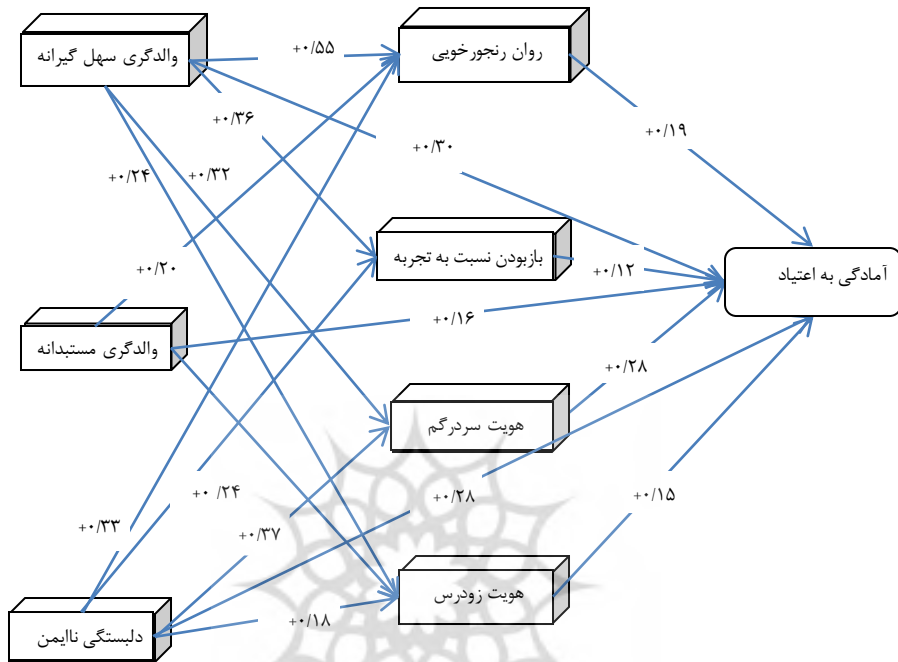 والدگری سهل گیرانه
+۰/۵۵
روان رنجورخویی
+۰/۳۶
+۰/۱۹
+۰/۳۰
+۰/۲۴
+۰/۳۲
بازبودن نسبت به تجربه
+۰/۲۰
+۰/۱۲
آمادگی به اعتیاد
والدگری مستبدانه
+۰/۱۶
+۰/۲۸
هویت سردرگم
+۰ /۲۴
+۰/۲۸
+۰/۱۵
+۰/۳۳
+۰/۳۷
هویت زودرس
دلبستگی ناایمن
+۰/۱۸